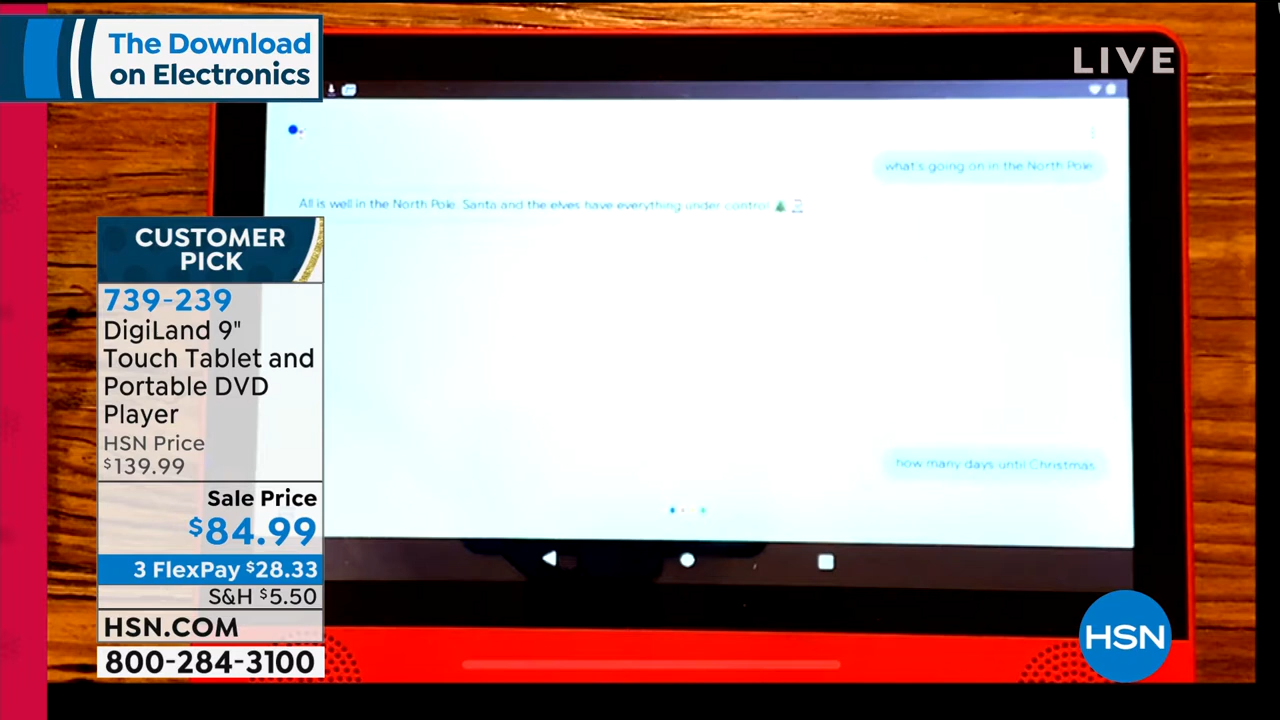 The Download
on Electronics
LIVE
what's going on in the North Pole
All is well in the North Pole. Santa and the elves have everything under control
CUSTOMER
PICK
739-239
DigiLand 9"
Touch Tablet and
Portable DVD
Player
HSN Price
$139.99
Sale Price
$84.99
3 FlexPay $28.33
S&H $5.50
HSN.COM
800-284-3100
how many days until Christmas
HSN